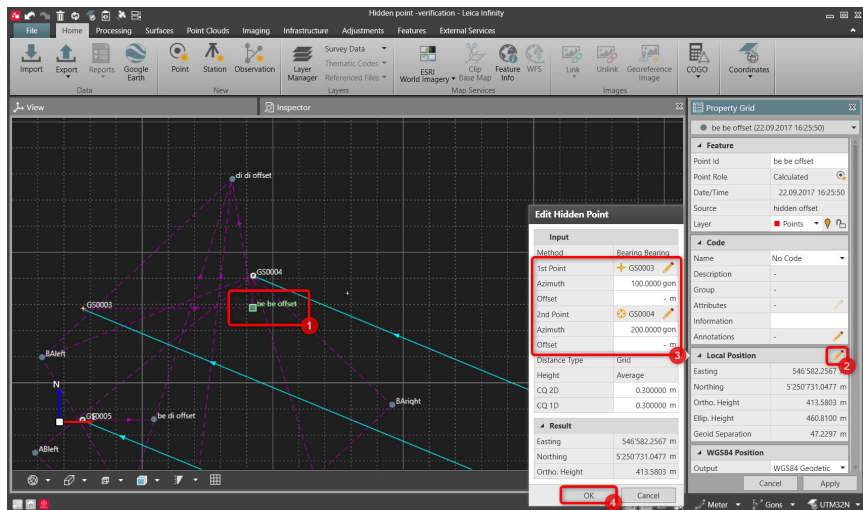 Hidden point -verification - Leica Infinity
File Home Processing Surfaces Point Clouds Imaging Infrastructure Adjustments Features External Services
Import Export Reports Google Earth Point Station Observation Layer Manager Survey Data Thematic Codes Referenced Files ESRI World Imagery Clip Base Map Feature Info WFS Link Unlink Georeference Image COGO Coordinates
Data New Layers Map Services Images
View Inspector Property Grid
be be offset (22.09.2017 16:25:50)
Feature
Point Id be be offset
Point Role Calculated
Date/Time 22.09.2017 16:25:50
Source hidden offset
Layer Points
Code
Name No Code
Description -
Group -
Attributes -
Information
Annotations -
Local Position
2
Easting 546'582.2567 m
Northing 5'250'731.0477 m
Ortho. Height 413.5803 m
Ellip. Height 460.8100 m
Geoid Separation 47.2297 m
WGS84 Position
Output WGS84 Geodetic
Cancel Apply
di di offset
GS0004
GS0003
be be offset
1
BAleft
N
BAright
GS0005
E
be di offset
ABleft
Edit Hidden Point
Input
Method Bearing Bearing
1st Point GS0003
Azimuth 100.0000 gon
Offset - m
2nd Point GS0004
Azimuth 200.0000 gon
Offset - m
3
Distance Type Grid
Height Average
CQ 2D 0.300000 m
CQ 1D 0.300000 m
Result
Easting 546'582.2567 m
Northing 5'250'731.0477 m
Ortho. Height 413.5803 m
OK Cancel
4
Meter Gons UTM32N